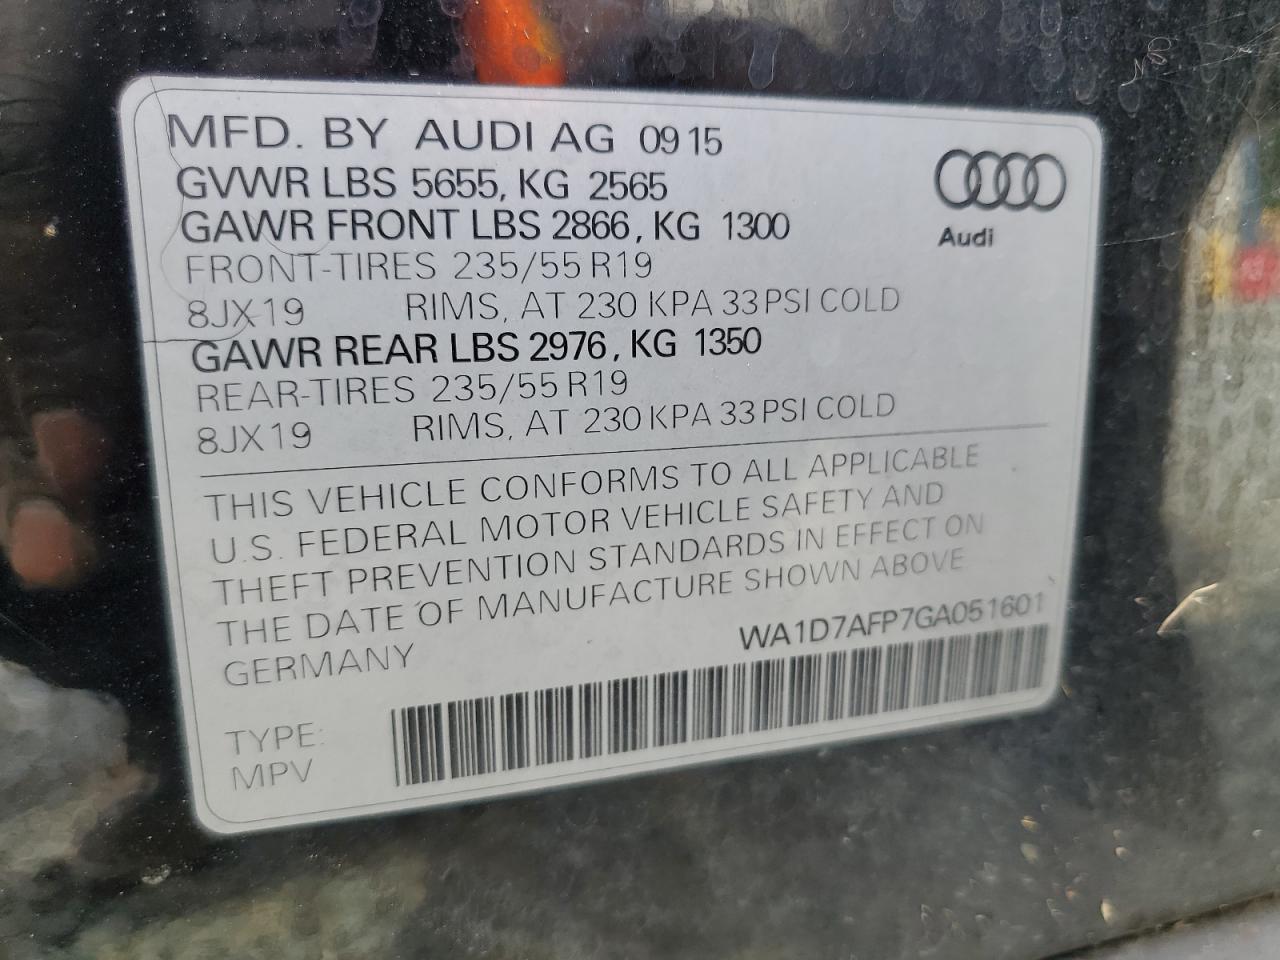 MFD. BY AUDI AG 09 15
GVWR LBS 5655, KG 2565
GAWR FRONT LBS 2866, KG 1300
FRONT-TIRES 235/55 R19
8JX19 RIMS, AT 230 KPA 33 PSI COLD
GAWR REAR LBS 2976, KG 1350
REAR-TIRES 235/55 R19
8JX19 RIMS, AT 230 KPA 33 PSI COLD
Audi
THIS VEHICLE CONFORMS TO ALL APPLICABLE
U.S. FEDERAL MOTOR VEHICLE SAFETY AND
THEFT PREVENTION STANDARDS IN EFFECT ON
THE DATE OF MANUFACTURE SHOWN ABOVE
GERMANY
WA1D7AFP7GA051601
TYPE:
MPV